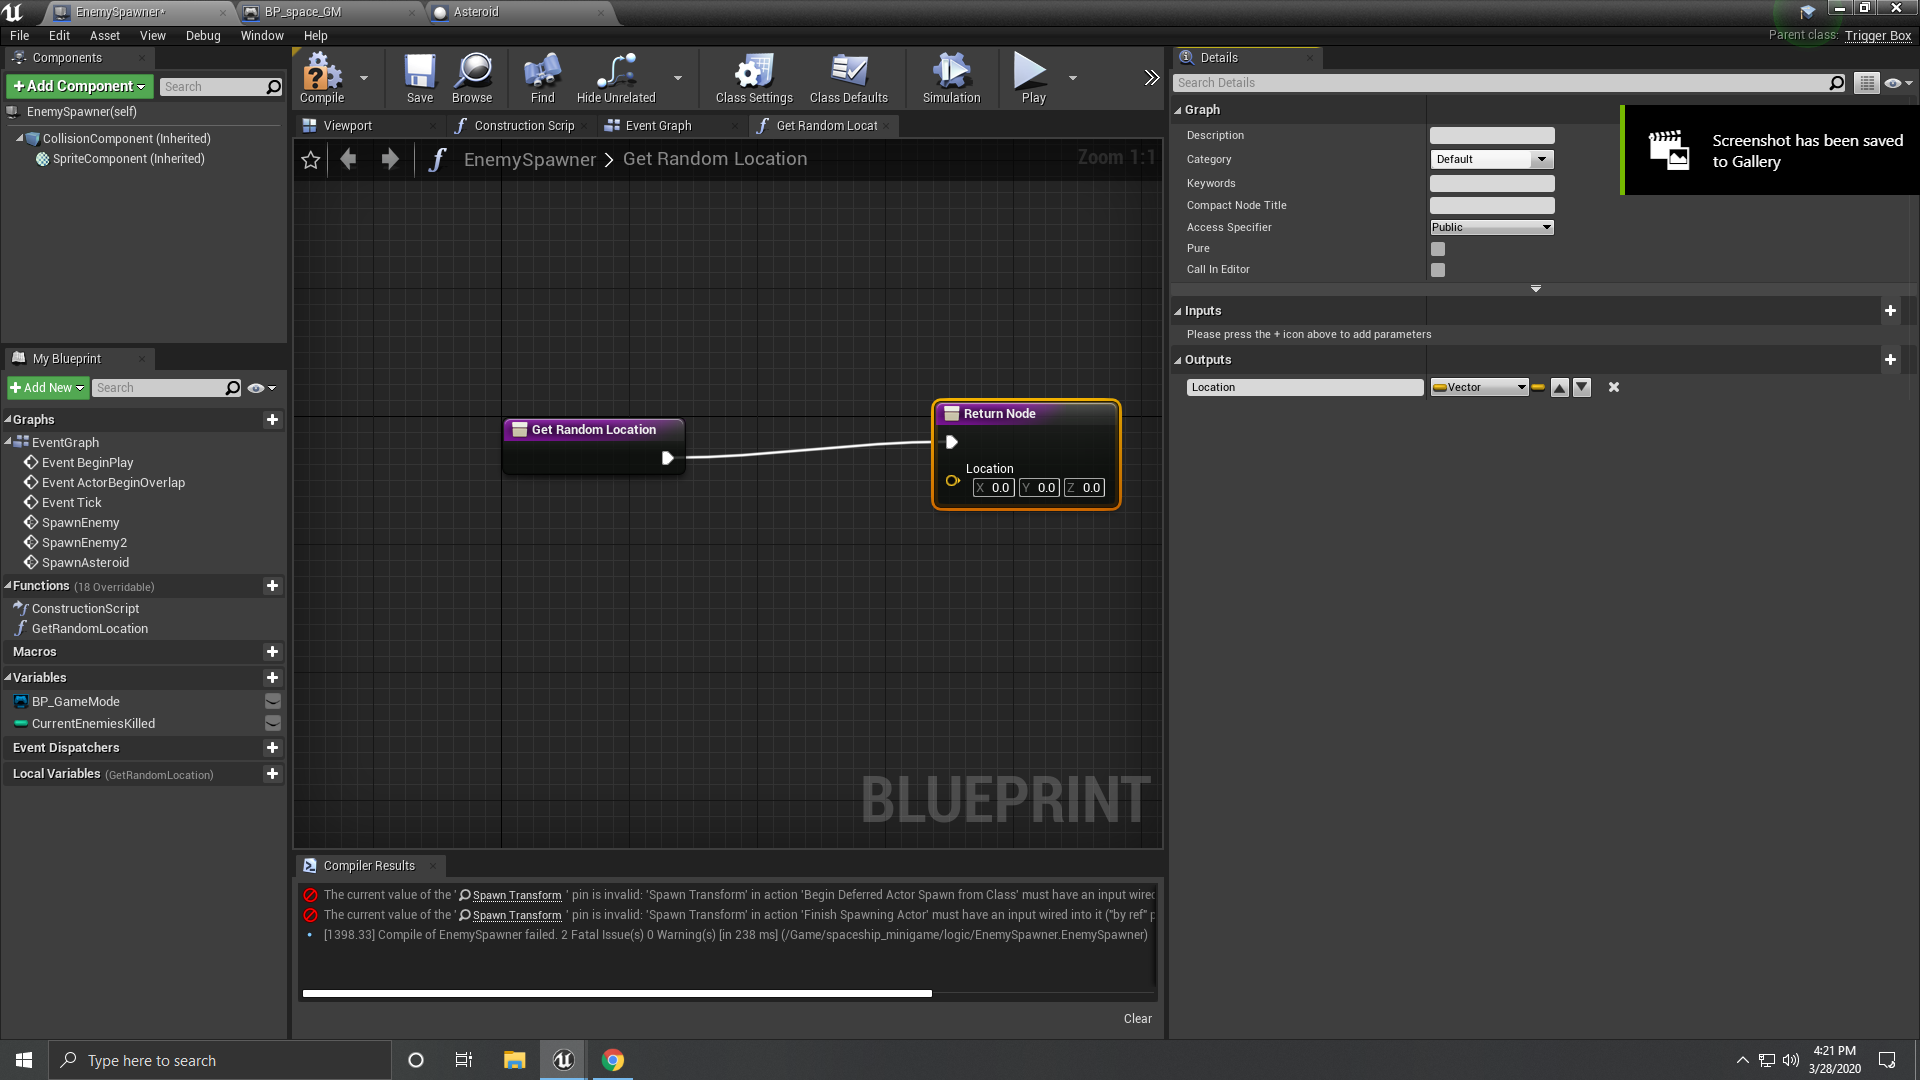 EnemySpawner*
BP_space_GM
Asteroid
File Edit Asset View Debug Window Help
Parent class: Trigger Box
Components
+Add Component
Search
EnemySpawner(self)
CollisionComponent (Inherited)
SpriteComponent (Inherited)
Compile
Save
Browse
Find
Hide Unrelated
Class Settings
Class Defaults
Simulation
Play
Viewport
Construction Scrip
Event Graph
Get Random Locat
EnemySpawner > Get Random Location
Zoom 1:1
Get Random Location
Return Node
Location
X 0.0 Y 0.0 Z 0.0
BLUEPRINT
My Blueprint
+Add New
Search
Graphs
EventGraph
Event BeginPlay
Event ActorBeginOverlap
Event Tick
SpawnEnemy
SpawnEnemy2
SpawnAsteroid
Functions (18 Overridable)
ConstructionScript
GetRandomLocation
Macros
Variables
BP_GameMode
CurrentEnemiesKilled
Event Dispatchers
Local Variables (GetRandomLocation)
Compiler Results
The current value of the ' Spawn Transform ' pin is invalid: 'Spawn Transform' in action 'Begin Deferred Actor Spawn from Class' must have an input wired
The current value of the ' Spawn Transform ' pin is invalid: 'Spawn Transform' in action 'Finish Spawning Actor' must have an input wired into it ("by ref" p
[1398.33] Compile of EnemySpawner failed. 2 Fatal Issue(s) 0 Warning(s) [in 238 ms] (/Game/spaceship_minigame/logic/EnemySpawner.EnemySpawner)
Clear
Details
Search Details
Graph
Description
Category Default
Keywords
Compact Node Title
Access Specifier Public
Pure
Call In Editor
Inputs
Please press the + icon above to add parameters
Outputs
Location Vector
Screenshot has been saved
to Gallery
Type here to search
4:21 PM
3/28/2020